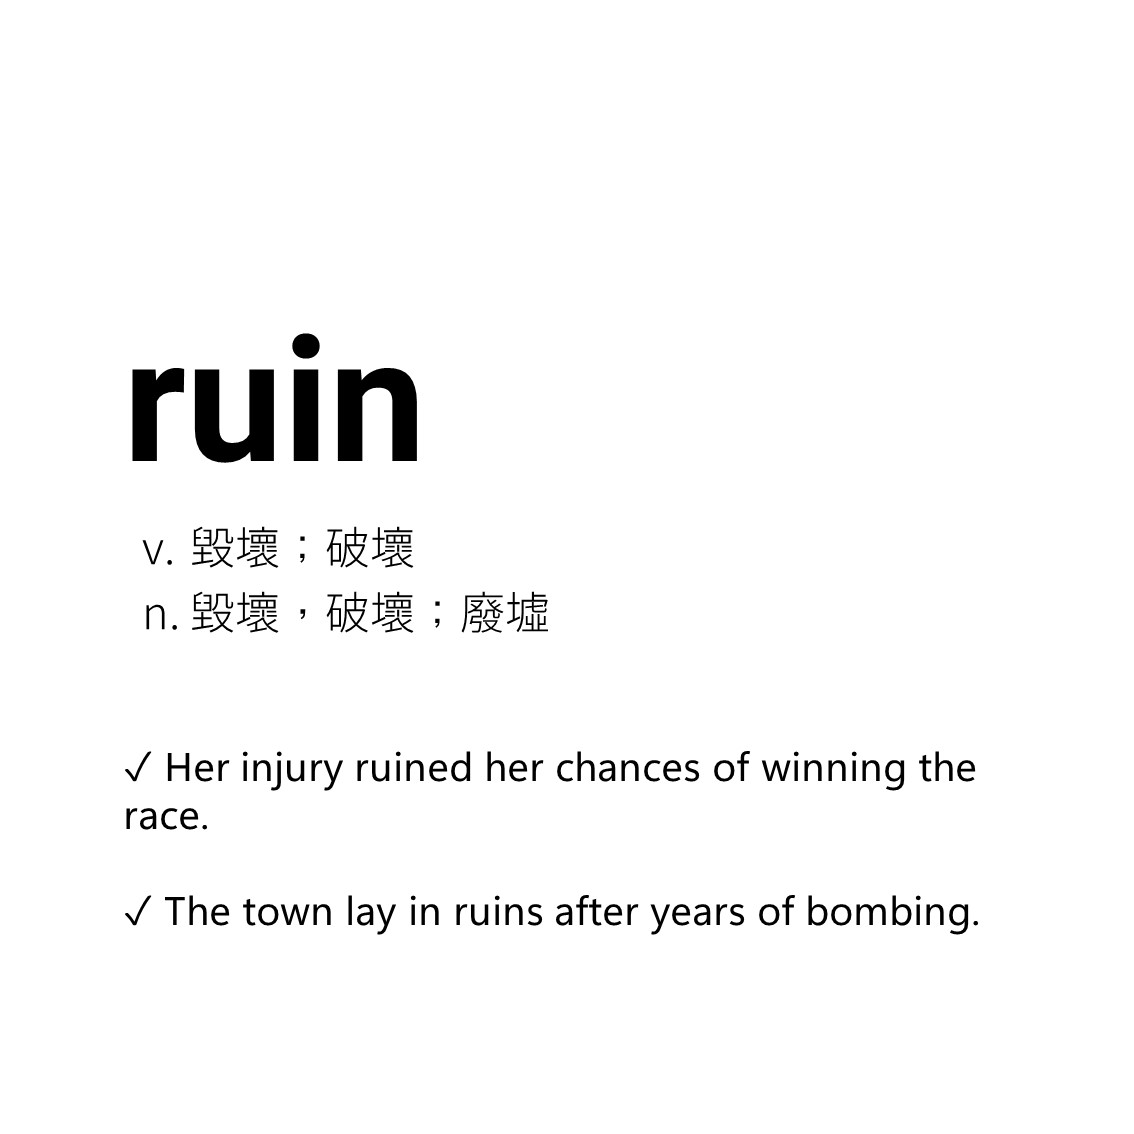 ruin
v. 毀壞；破壞
n. 毀壞，破壞；廢墟
✓ Her injury ruined her chances of winning the
race.
✓ The town lay in ruins after years of bombing.